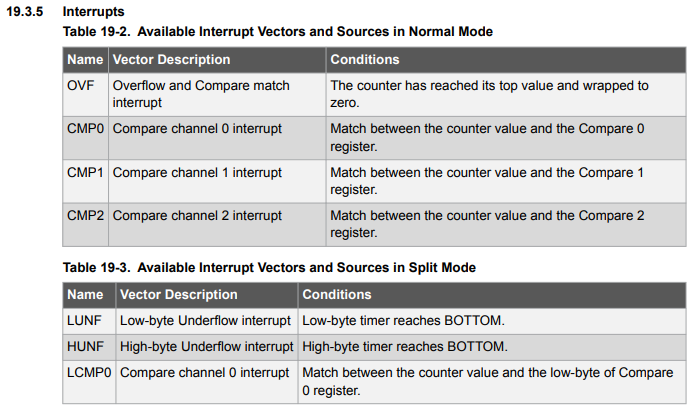 19.3.5 Interrupts
Table 19-2. Available Interrupt Vectors and Sources in Normal Mode
Name Vector Description Conditions
OVF Overflow and Compare match interrupt The counter has reached its top value and wrapped to zero.
CMP0 Compare channel 0 interrupt Match between the counter value and the Compare 0 register.
CMP1 Compare channel 1 interrupt Match between the counter value and the Compare 1 register.
CMP2 Compare channel 2 interrupt Match between the counter value and the Compare 2 register.
Table 19-3. Available Interrupt Vectors and Sources in Split Mode
Name Vector Description Conditions
LUNF Low-byte Underflow interrupt Low-byte timer reaches BOTTOM.
HUNF High-byte Underflow interrupt High-byte timer reaches BOTTOM.
LCMP0 Compare channel 0 interrupt Match between the counter value and the low-byte of Compare 0 register.